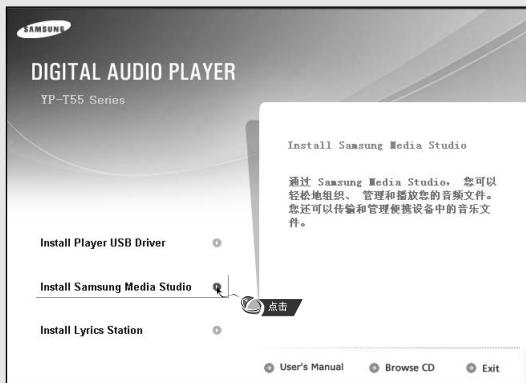 SAMSUNG
DIGITAL AUDIO PLAYER
YP-T55 Series
Install Samsung Media Studio
通过 Samsung Media Studio， 您可以
轻松地组织、 管理和播放您的音频文件。
您还可以传输和管理便携设备中的音乐文
件。
Install Player USB Driver
Install Samsung Media Studio
点击
Install Lyrics Station
User's Manual
Browse CD
Exit